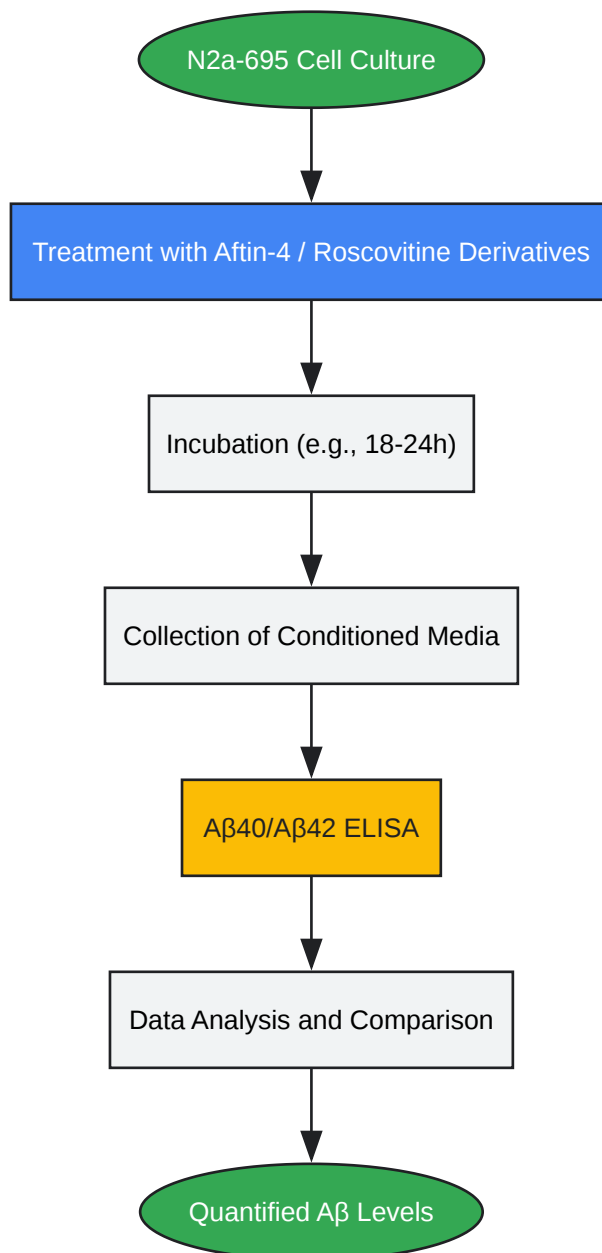 N2a-695 Cell Culture
Treatment with Aftin-4 / Roscovitine Derivatives
Incubation (e.g., 18-24h)
Collection of Conditioned Media
Aβ40/Aβ42 ELISA
Data Analysis and Comparison
Quantified Aβ Levels